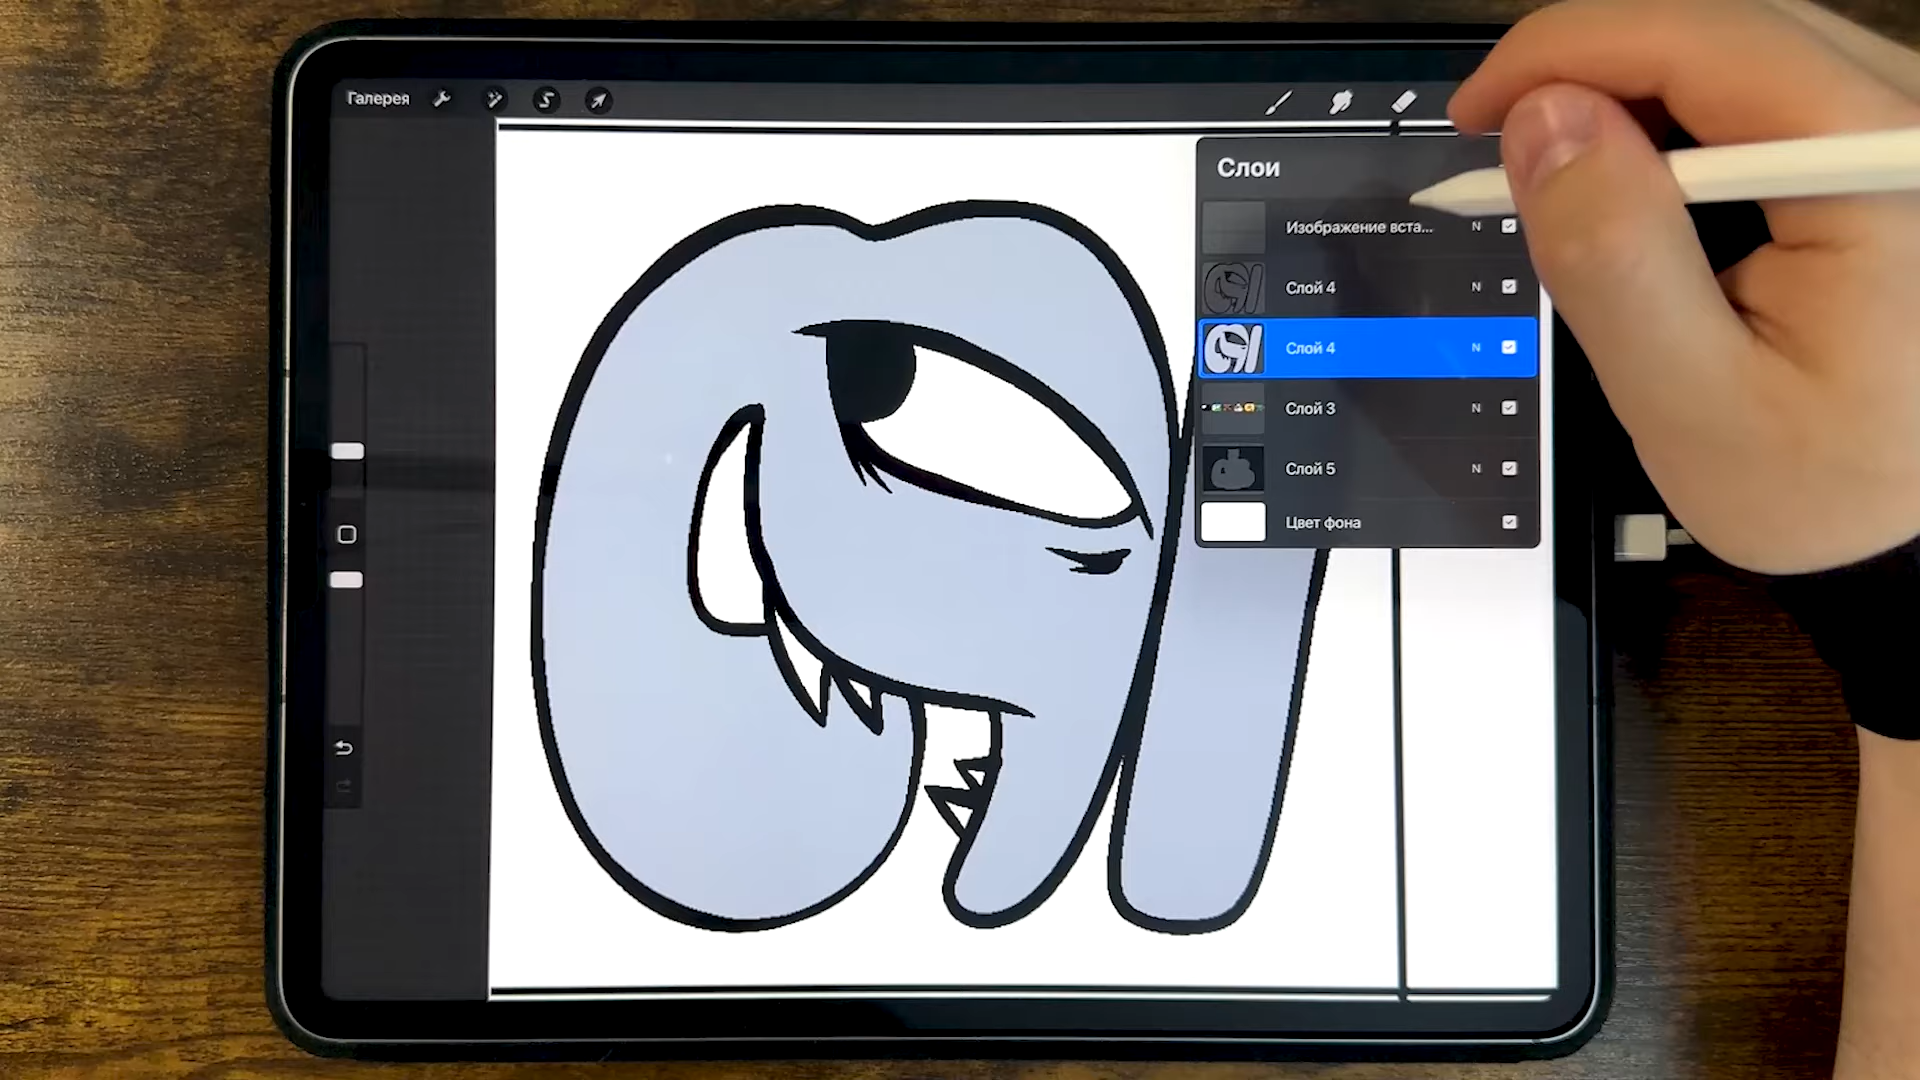 Галерея
Слои
Изображение вста... N
Слой 4 N
Слой 4 N
Слой 3 N
Слой 5 N
Цвет фона